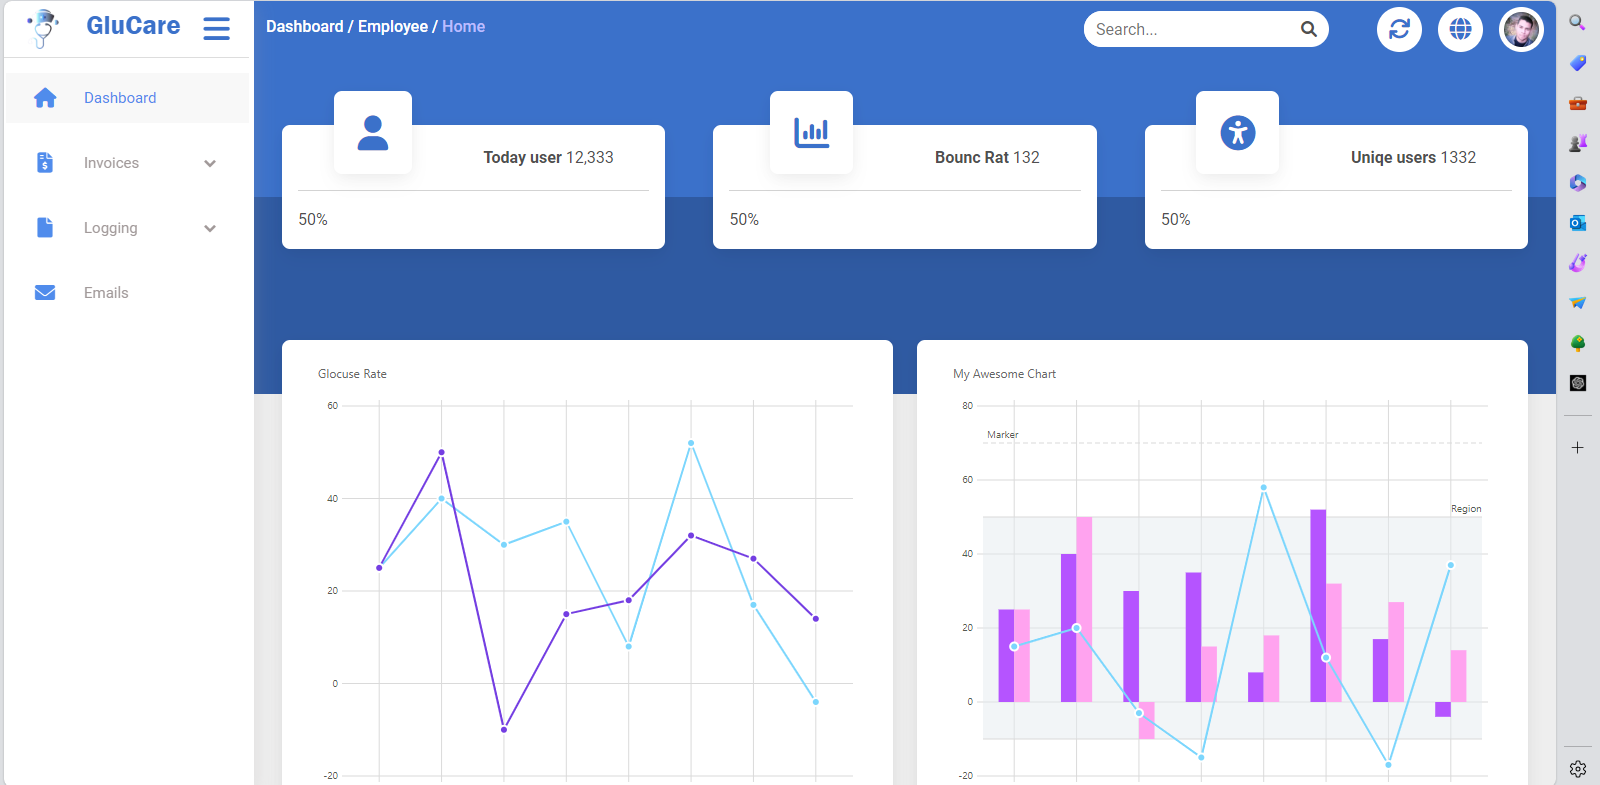 GluCare
Dashboard / Employee / Home
Search...
Dashboard
Invoices
Logging
Emails
Today user 12,333
50%
Bounc Rat 132
50%
Uniqe users 1332
50%
Glocuse Rate
60
40
20
0
-20
My Awesome Chart
80
Marker
60
Region
40
20
0
-20